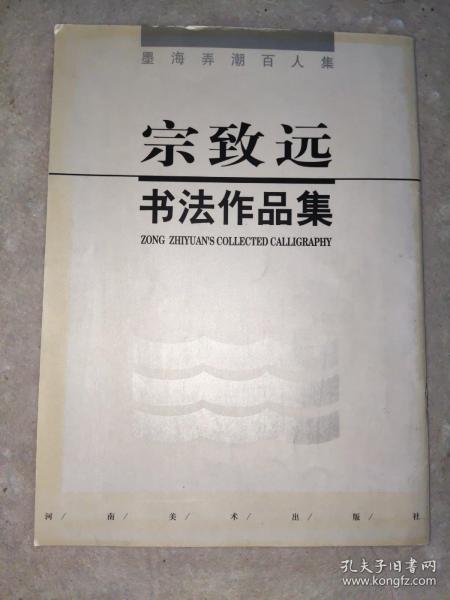 墨海弄潮百人集
宗致远
书法作品集
ZONG ZHIYUAN'S COLLECTED CALLIGRAPHY
河/南/美/术/出/版/社
孔夫子旧书网
www.kongfz.com